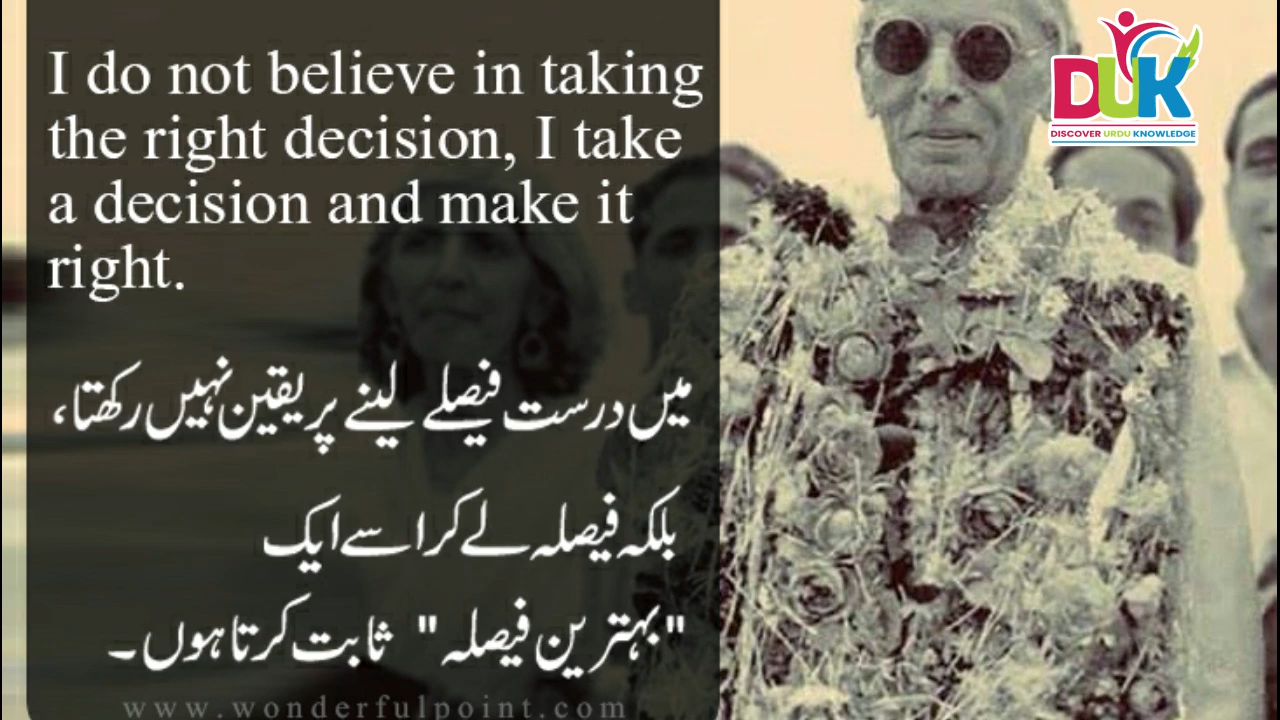 I do not believe in taking
the right decision, I take
a decision and make it
right.
میں درست فیصلے لینے پر یقین نہیں رکھتا،
بلکہ فیصلہ لے کر اسے ایک
"بہترین فیصلہ" ثابت کرتا ہوں۔
www.wonderfulpoint.com
DUK
DISCOVER URDU KNOWLEDGE